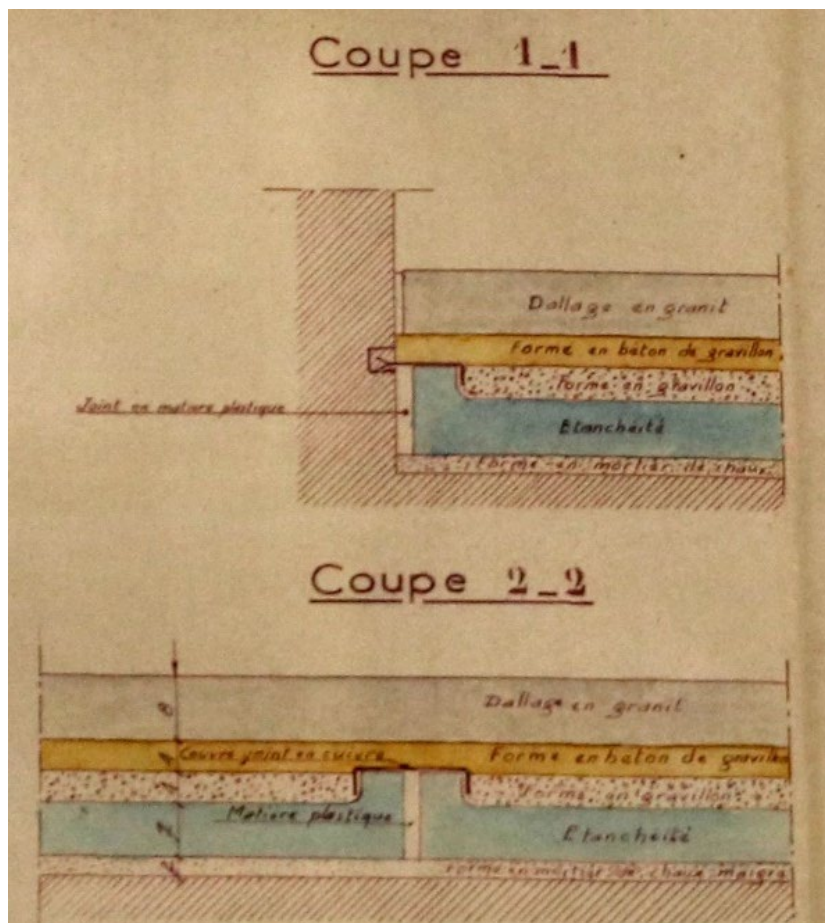 Coupe 1_1
Dallage en granit
Forme en béton de gravillon
Forme en gravillon
Joint en matière plastique
Etanchéité
Forme en mortier de chaux
Coupe 2_2
8
Dallage en granit
Couvre joint en cuivre
Forme en béton de gravillon
Forme en gravillon
Matière plastique
Etanchéité
Forme en mortier de chaux maigre